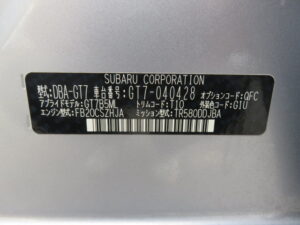 SUBARU CORPORATION
型式:DBA-GT7 車台番号:GT7-040428 オプションコード:QFC
アプライドモデル:GT7B5ML トリムコード:T10 外装色コード:G1U
エンジン型式:FB20CSZHJA ミッション型式:TR580DDJBA